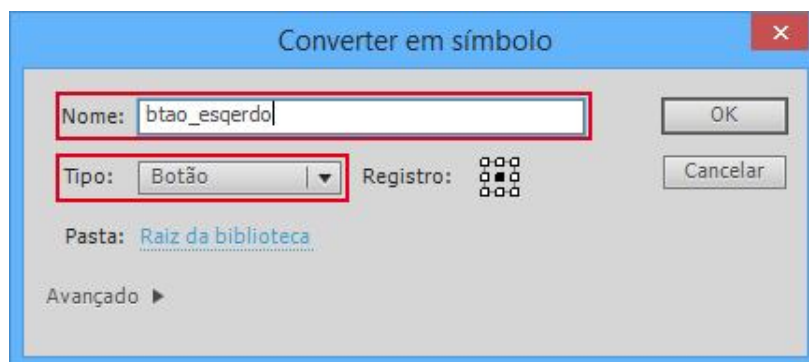 Converter em símbolo
Nome: btao_esqerdo OK
Tipo: Botão Registro: Cancelar
Pasta: Raiz da biblioteca
Avançado